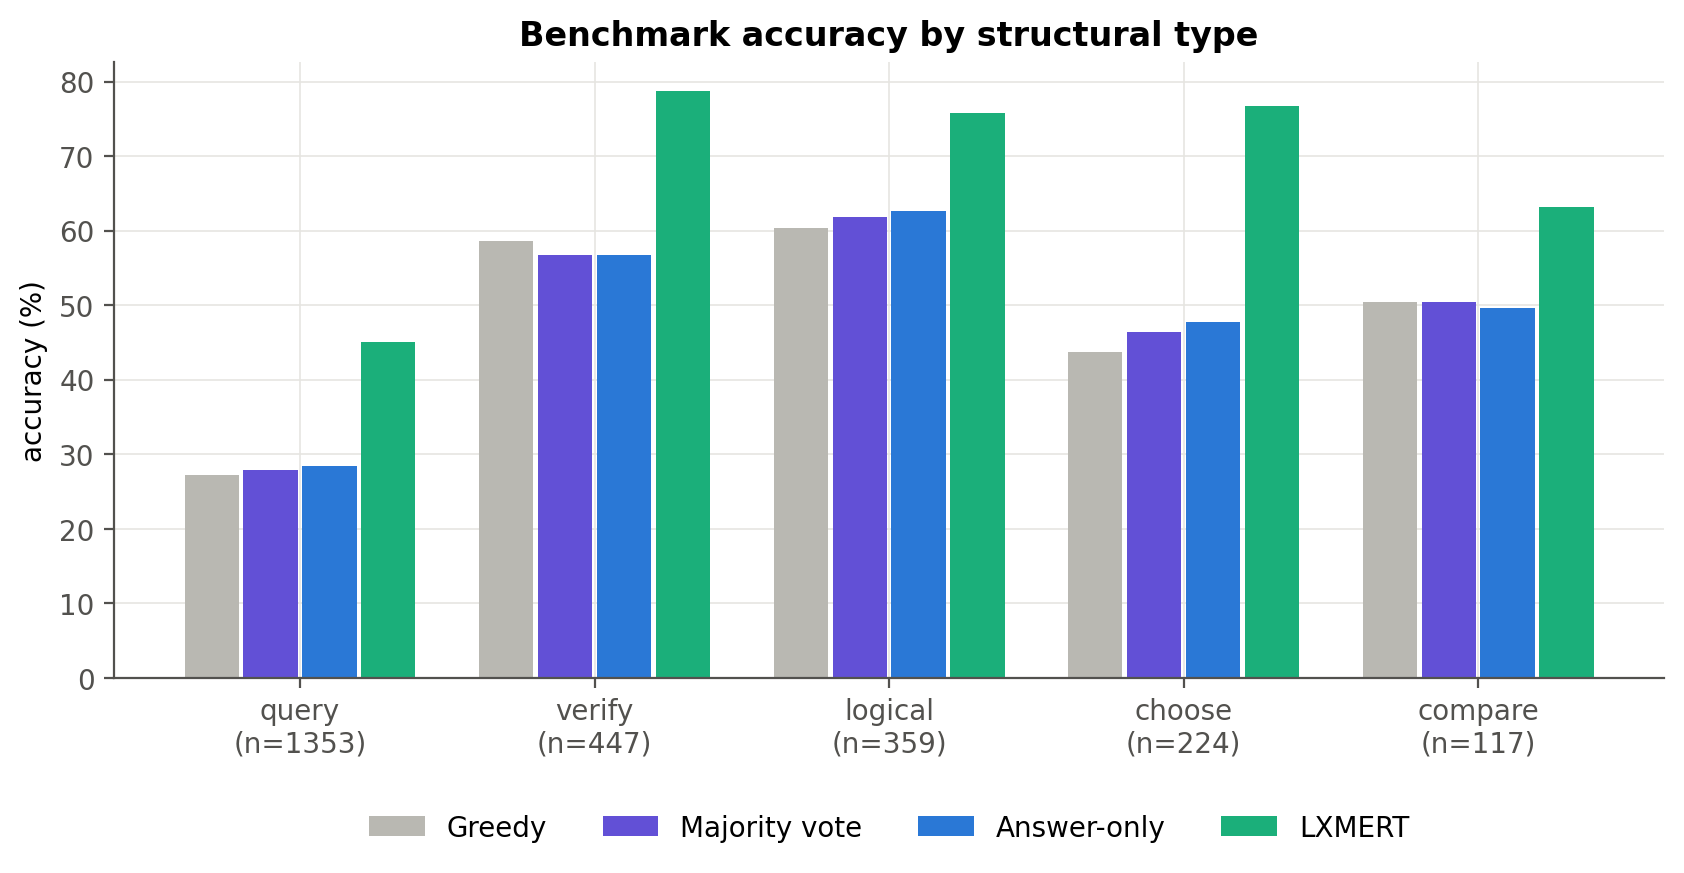 Benchmark accuracy by structural type
accuracy (%)
80
70
60
50
40
30
20
10
0
query
(n=1353)
verify
(n=447)
logical
(n=359)
choose
(n=224)
compare
(n=117)
Greedy
Majority vote
Answer-only
LXMERT